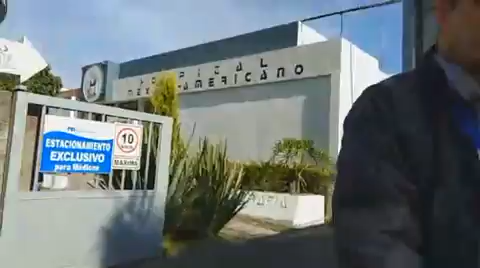 HOSPITAL
MEXICO-AMERICANO
ESTACIONAMIENTO
EXCLUSIVO
para Médicos
10
MAXIMA